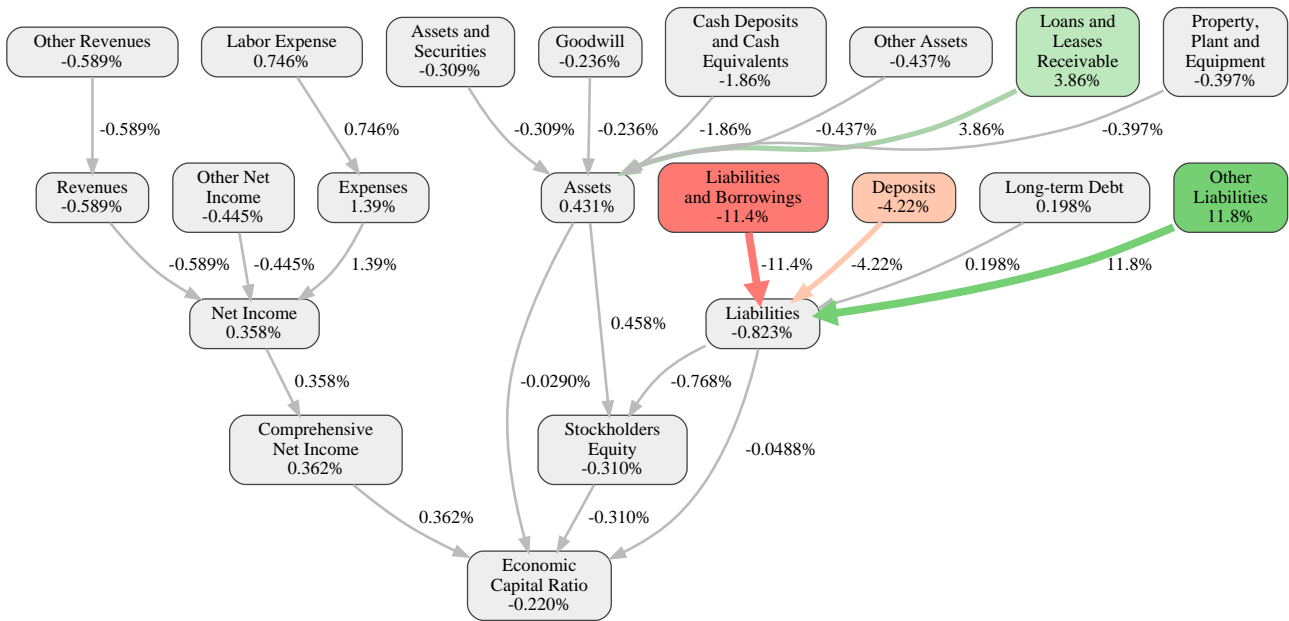 Other Revenues
-0.589%
Labor Expense
0.746%
Assets and
Securities
-0.309%
Goodwill
-0.236%
Cash Deposits
and Cash
Equivalents
-1.86%
Other Assets
-0.437%
Loans and
Leases
Receivable
3.86%
Property,
Plant and
Equipment
-0.397%
-0.589%
0.746%
-0.309%
-0.236%
-1.86%
-0.437%
3.86%
-0.397%
Revenues
-0.589%
Other Net
Income
-0.445%
Expenses
1.39%
Assets
0.431%
Liabilities
and Borrowings
-11.4%
Deposits
-4.22%
Long-term Debt
0.198%
Other
Liabilities
11.8%
-0.589%
-0.445%
1.39%
-11.4%
-4.22%
0.198%
11.8%
Net Income
0.358%
0.458%
Liabilities
-0.823%
0.358%
-0.0290%
-0.768%
Comprehensive
Net Income
0.362%
Stockholders
Equity
-0.310%
-0.0488%
0.362%
-0.310%
Economic
Capital Ratio
-0.220%